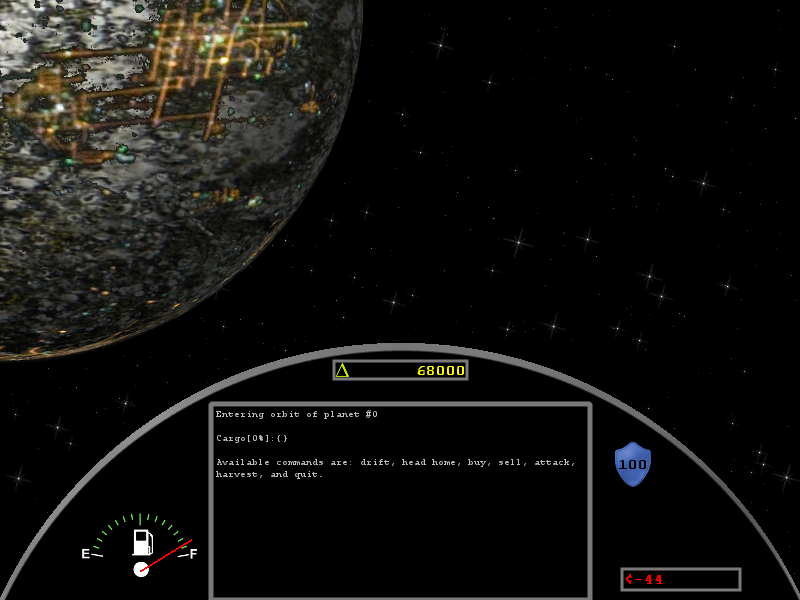 Δ 68000
Entering orbit of planet #0
Cargo[0%]:{}
Available commands are: drift, head home, buy, sell, attack,
harvest, and quit.
100
E F
¢-44